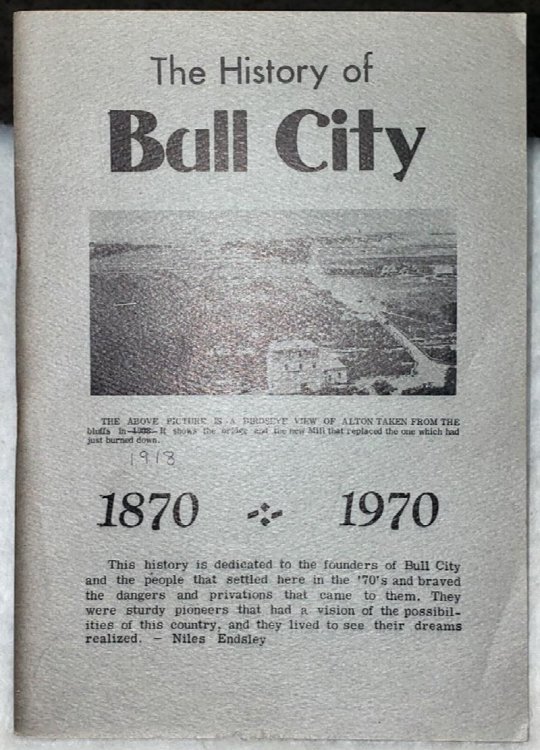 The History of
Bull City
THE ABOVE PICTURE IS A BIRDSEYE VIEW OF ALTON TAKEN FROM THE
bluffs in 1908. It shows the bridge and the new Mill that replaced the one which had
just burned down.
1913
1870 1970
This history is dedicated to the founders of Bull City
and the people that settled here in the '70's and braved
the dangers and privations that came to them. They
were sturdy pioneers that had a vision of the possibil-
ities of this country, and they lived to see their dreams
realized. - Niles Endsley